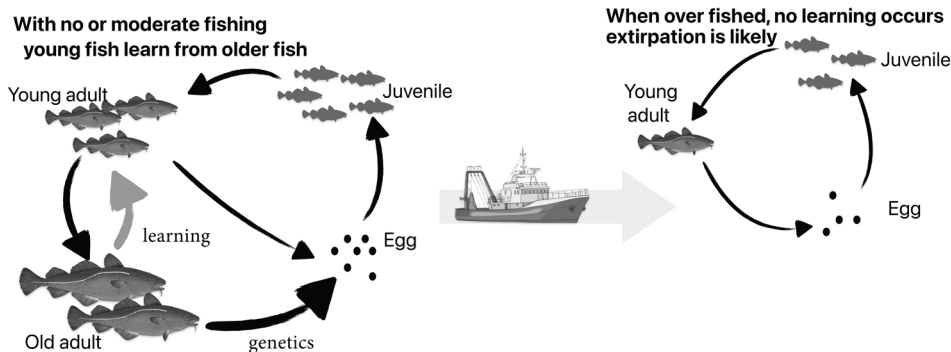 With no or moderate fishing
young fish learn from older fish
Young adult
Juvenile
learning
Egg
Old adult
genetics
When over fished, no learning occurs
extirpation is likely
Juvenile
Young
adult
Egg